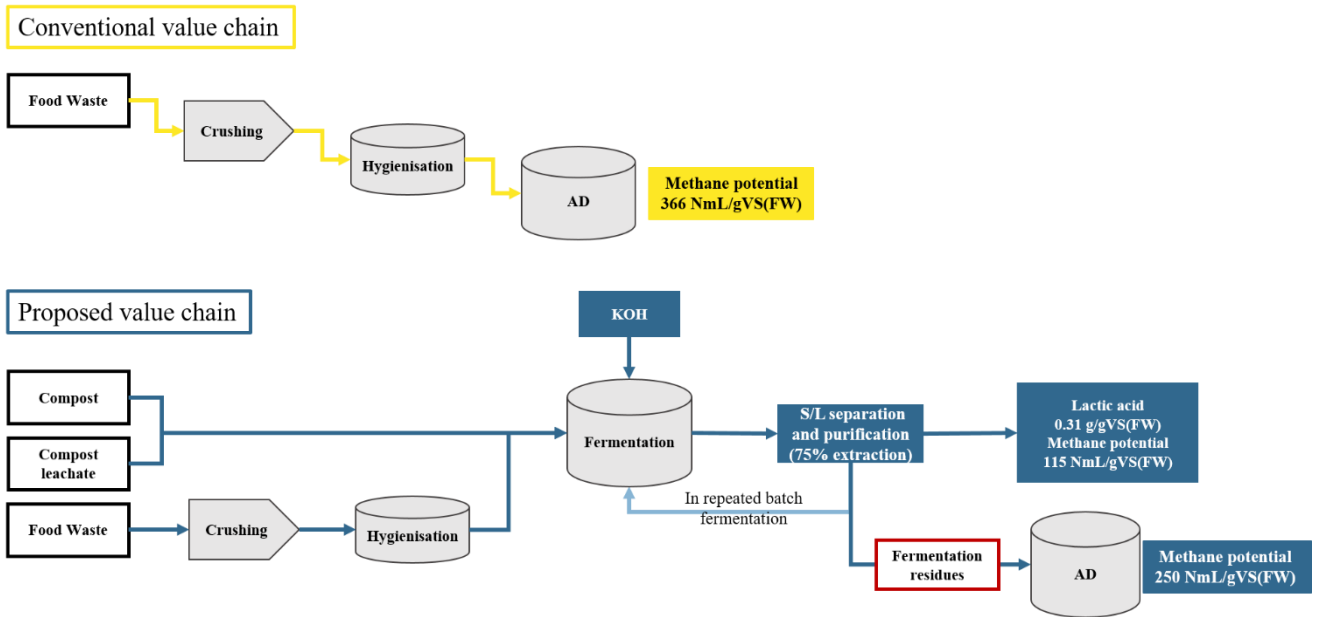 Conventional value chain
Food Waste
Crushing
Hygienisation
AD
Methane potential
366 NmL/gVS(FW)
Proposed value chain
KOH
Compost
Compost
leachate
Food Waste
Crushing
Hygienisation
Fermentation
S/L separation
and purification
(75% extraction)
Lactic acid
0.31 g/gVS(FW)
Methane potential
115 NmL/gVS(FW)
In repeated batch
fermentation
Fermentation
residues
AD
Methane potential
250 NmL/gVS(FW)